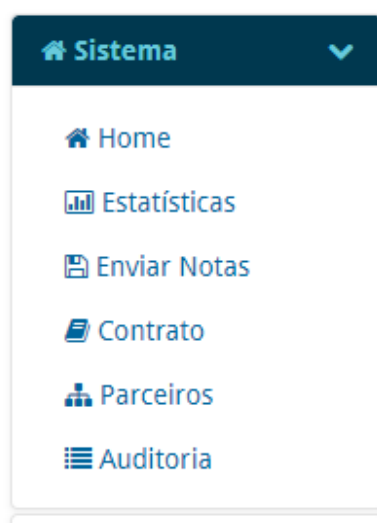 Sistema
Home
Estatísticas
Enviar Notas
Contrato
Parceiros
Auditoria